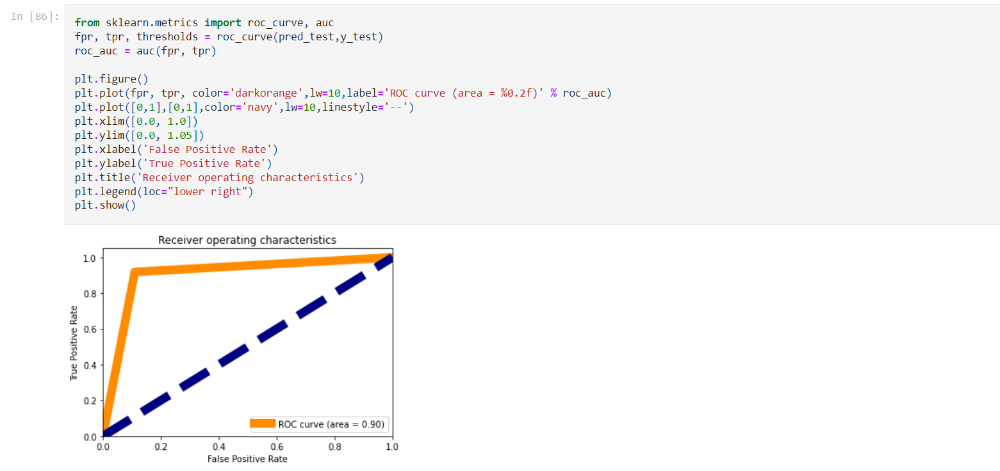 In [86]:
from sklearn.metrics import roc_curve, auc
fpr, tpr, thresholds = roc_curve(pred_test,y_test)
roc_auc = auc(fpr, tpr)
plt.figure()
plt.plot(fpr, tpr, color='darkorange',lw=10,label='ROC curve (area = %0.2f)' % roc_auc)
plt.plot([0,1],[0,1],color='navy',lw=10,linestyle='--')
plt.xlim([0.0, 1.0])
plt.ylim([0.0, 1.05])
plt.xlabel('False Positive Rate')
plt.ylabel('True Positive Rate')
plt.title('Receiver operating characteristics')
plt.legend(loc="lower right")
plt.show()
Receiver operating characteristics
True Positive Rate
1.0
0.8
0.6
0.4
0.2
0.0
ROC curve (area = 0.90)
0.0 0.2 0.4 0.6 0.8 1.0
False Positive Rate